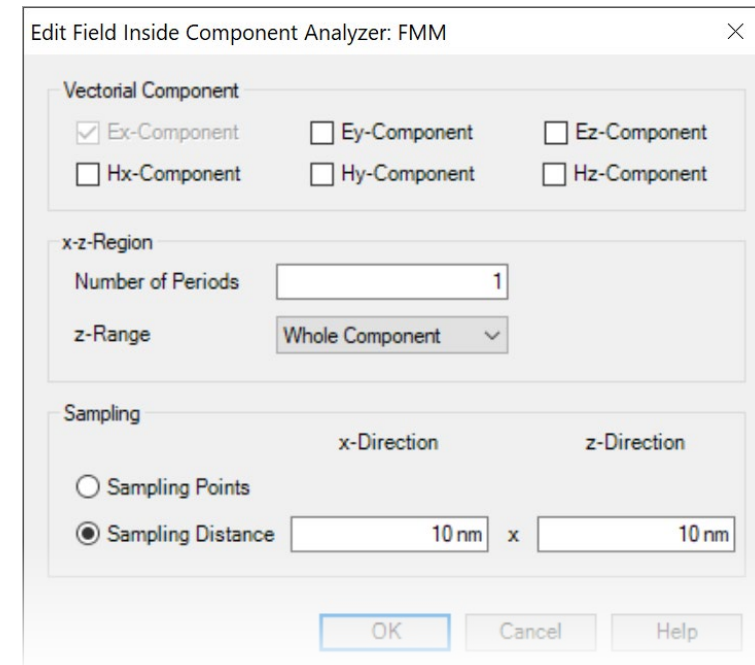 Edit Field Inside Component Analyzer: FMM
Vectorial Component
Ex-Component Ey-Component Ez-Component
Hx-Component Hy-Component Hz-Component
x-z-Region
Number of Periods 1
z-Range Whole Component
Sampling
x-Direction z-Direction
Sampling Points
Sampling Distance 10 nm x 10 nm
OK Cancel Help